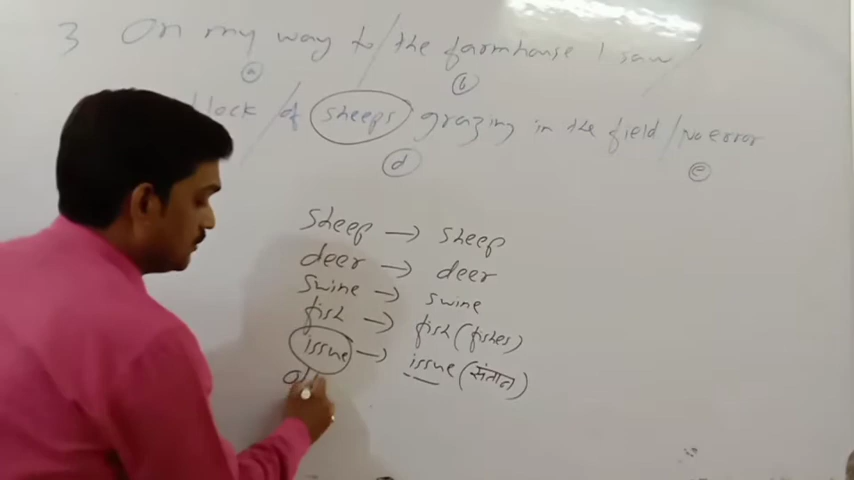 3 On my way to / the farmhouse I saw /
a b
lock / of sheeps grazing in the field / No error
d e
sheep → sheep
deer → deer
swine → swine
fish → fish (fishes)
issue → issue (संतान)